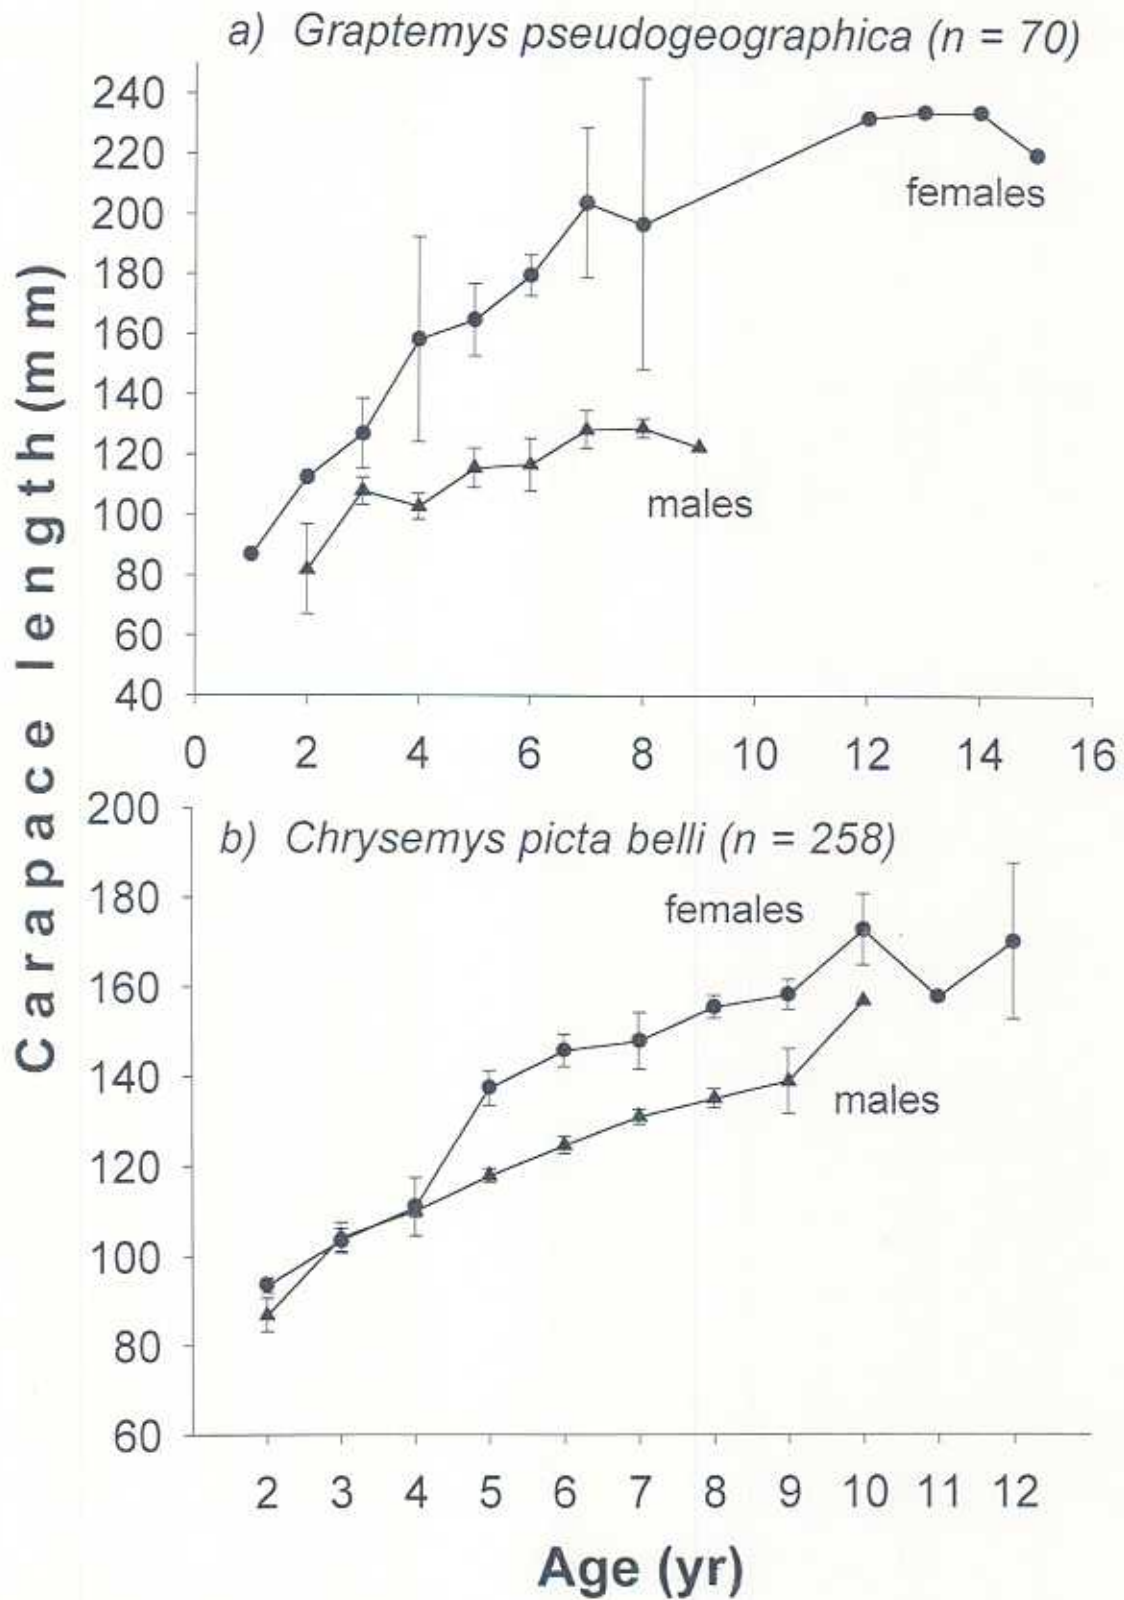 a) Graptemys pseudogeographica (n = 70)
240
220
200
180
160
140
120
100
80
60
40
females
males
0 2 4 6 8 10 12 14 16
Carapace length (mm)
200
180
160
140
120
100
80
60
b) Chrysemys picta belli (n = 258)
females
males
2 3 4 5 6 7 8 9 10 11 12
Age (yr)